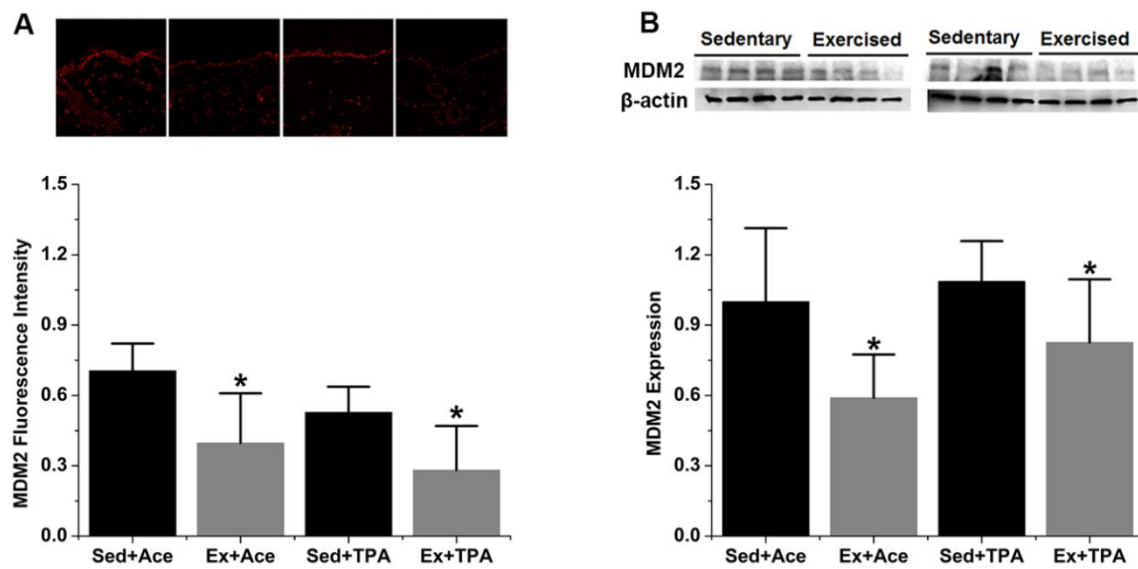 A
B
Sedentary Exercised Sedentary Exercised
MDM2
β-actin
MDM2 Fluorescence Intensity
1.5
1.2
0.9
0.6
0.3
0.0
*
*
Sed+Ace Ex+Ace Sed+TPA Ex+TPA
MDM2 Expression
1.5
1.2
0.9
0.6
0.3
0.0
*
*
Sed+Ace Ex+Ace Sed+TPA Ex+TPA